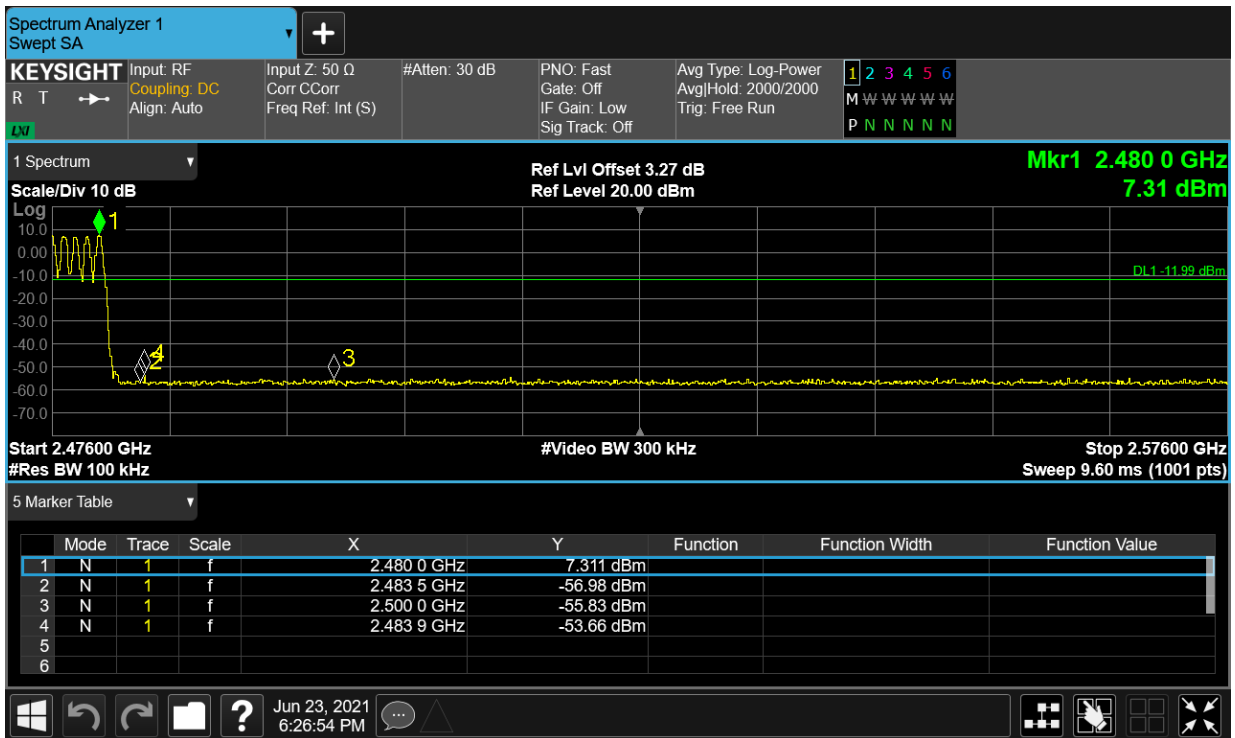 Spectrum Analyzer 1
Swept SA
+
KEYSIGHT Input: RF Input Z: 50 Ω #Atten: 30 dB PNO: Fast Avg Type: Log-Power 1 2 3 4 5 6
R T Coupling: DC Corr CCorr Gate: Off Avg|Hold: 2000/2000 M W W W W W
Align: Auto Freq Ref: Int (S) IF Gain: Low Trig: Free Run
LXI Sig Track: Off P N N N N N N
1 Spectrum Ref Lvl Offset 3.27 dB Mkr1 2.480 0 GHz
Scale/Div 10 dB Ref Level 20.00 dBm 7.31 dBm
Log
1
10.0
0.00
-10.0 DL1 -11.99 dBm
-20.0
-30.0
-40.0
4 2 3
-50.0
-60.0
-70.0
Start 2.47600 GHz #Video BW 300 kHz Stop 2.57600 GHz
#Res BW 100 kHz Sweep 9.60 ms (1001 pts)
5 Marker Table
Mode Trace Scale X Y Function Function Width Function Value
1 N 1 f 2.480 0 GHz 7.311 dBm
2 N 1 f 2.483 5 GHz -56.98 dBm
3 N 1 f 2.500 0 GHz -55.83 dBm
4 N 1 f 2.483 9 GHz -53.66 dBm
5
6
? Jun 23, 2021
6:26:54 PM